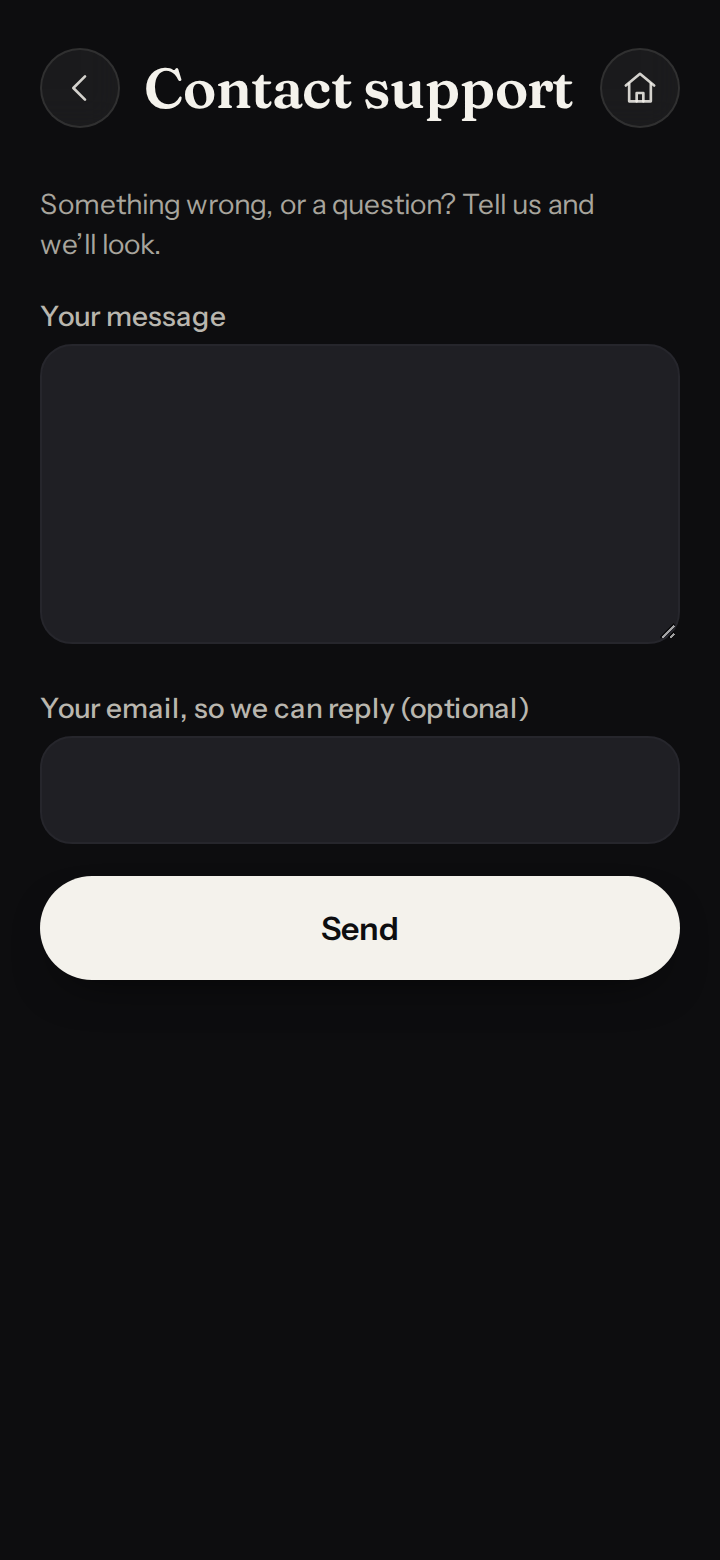 Contact support
Something wrong, or a question? Tell us and
we’ll look.
Your message
Your email, so we can reply (optional)
Send